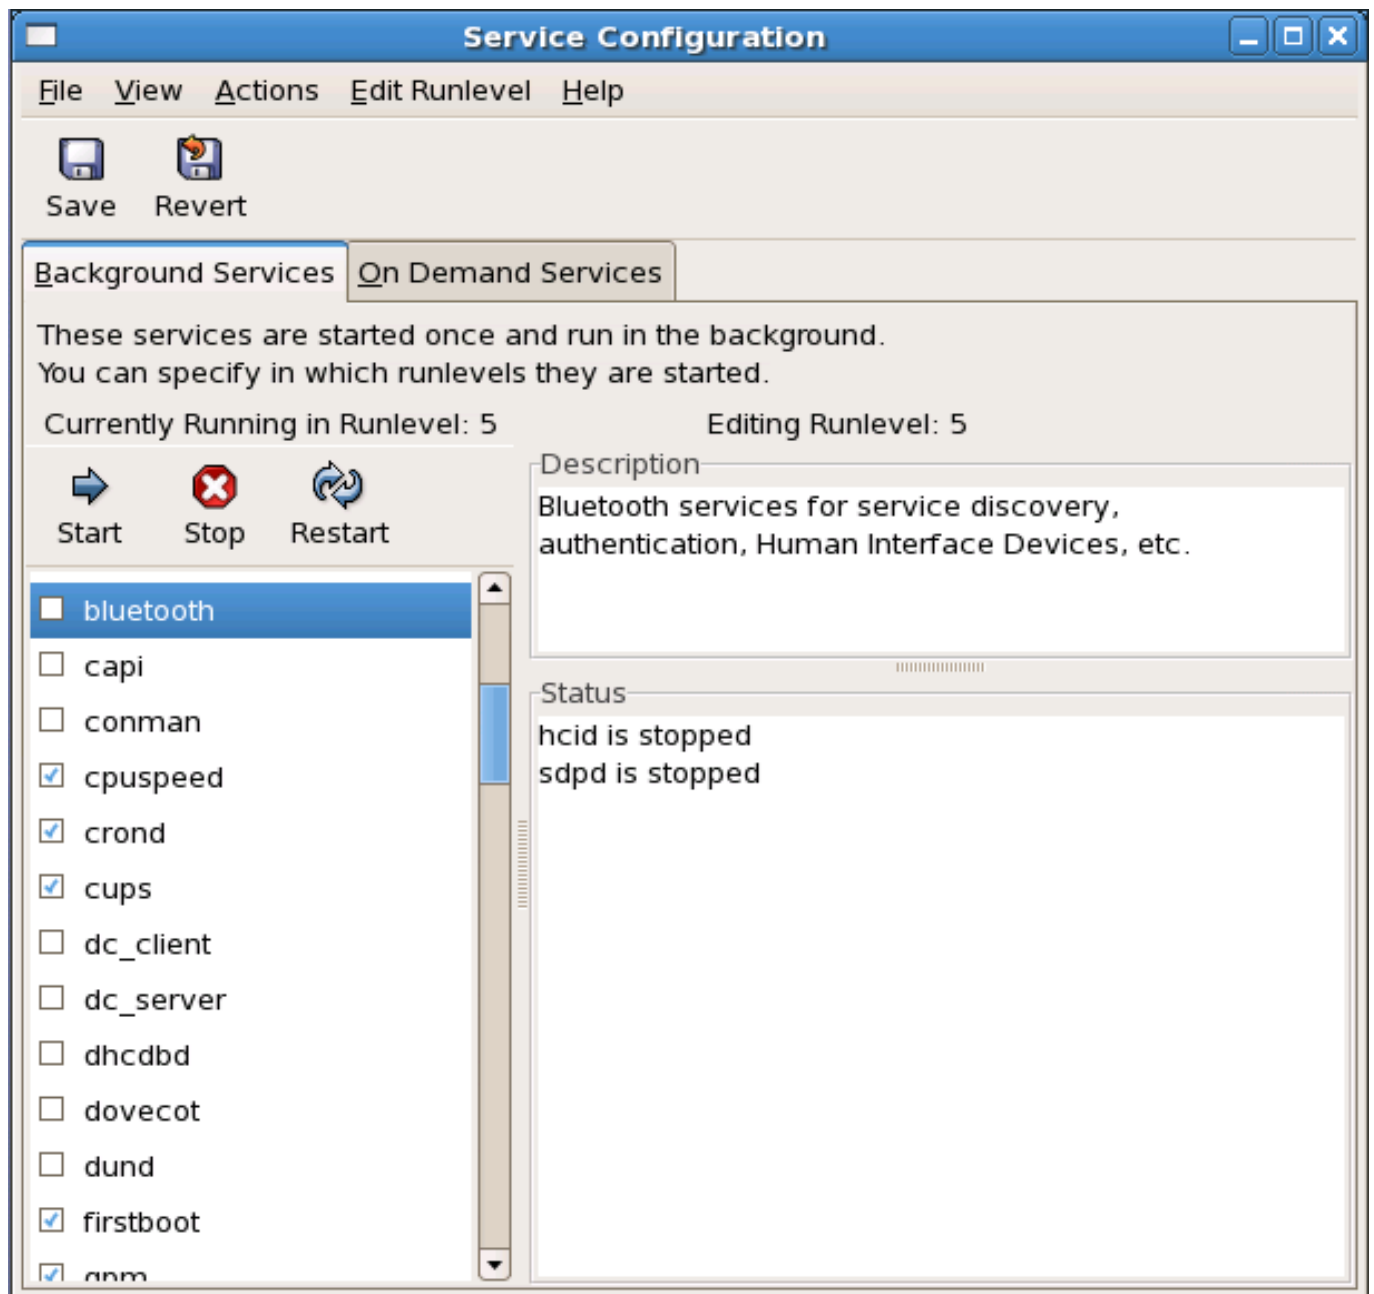 Service Configuration
File View Actions Edit Runlevel Help
Save Revert
Background Services On Demand Services
These services are started once and run in the background.
You can specify in which runlevels they are started.
Currently Running in Runlevel: 5 Editing Runlevel: 5
Start Stop Restart
Description
Bluetooth services for service discovery,
authentication, Human Interface Devices, etc.
bluetooth
capi
conman
cpuspeed
crond
cups
dc_client
dc_server
dhcdbd
dovecot
dund
firstboot
gpm
Status
hcid is stopped
sdpd is stopped